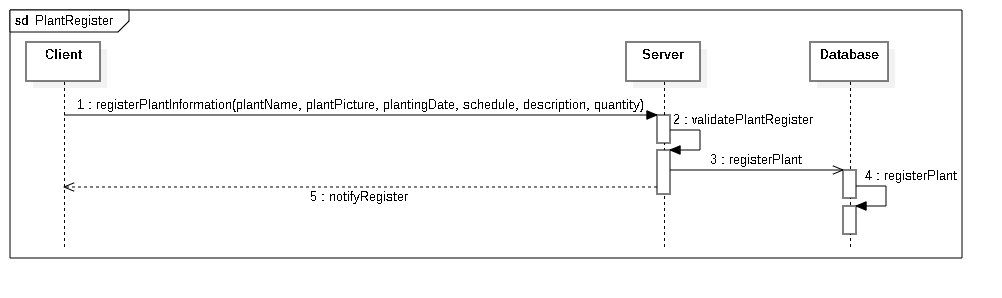 sd PlantRegister
Client
Server
Database
1 : registerPlantInformation(plantName, plantPicture, plantingDate, schedule, description, quantity)
2 : validatePlantRegister
3 : registerPlant
4 : registerPlant
5 : notifyRegister